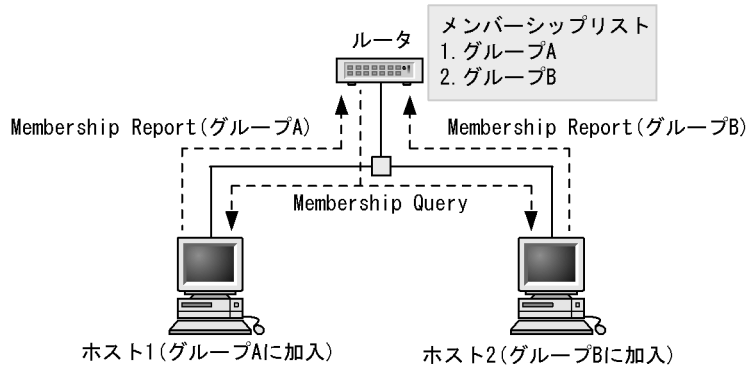 ルータ
メンバーシップリスト
1.グループA
2.グループB
Membership Report(グループA)
Membership Report(グループB)
Membership Query
ホスト1(グループAに加入)
ホスト2(グループBに加入)